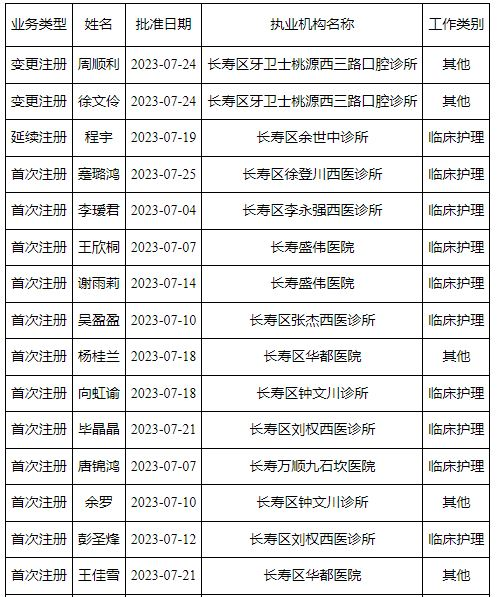 业务类型 姓名 批准日期 执业机构名称 工作类别
变更注册 周顺利 2023-07-24 长寿区牙卫士桃源西三路口腔诊所 其他
变更注册 徐文伶 2023-07-24 长寿区牙卫士桃源西三路口腔诊所 其他
延续注册 程宇 2023-07-19 长寿区余世中诊所 临床护理
首次注册 蹇璐鸿 2023-07-25 长寿区徐登川西医诊所 临床护理
首次注册 李瑗君 2023-07-04 长寿区李永强西医诊所 临床护理
首次注册 王欣桐 2023-07-07 长寿盛伟医院 临床护理
首次注册 谢雨莉 2023-07-14 长寿盛伟医院 临床护理
首次注册 吴盈盈 2023-07-10 长寿区张杰西医诊所 临床护理
首次注册 杨桂兰 2023-07-18 长寿区华都医院 其他
首次注册 向虹谕 2023-07-18 长寿区钟文川诊所 临床护理
首次注册 毕晶晶 2023-07-21 长寿区刘权西医诊所 临床护理
首次注册 唐锦鸿 2023-07-07 长寿万顺九石坎医院 临床护理
首次注册 余罗 2023-07-10 长寿区钟文川诊所 其他
首次注册 彭圣烽 2023-07-12 长寿区刘权西医诊所 临床护理
首次注册 王佳雪 2023-07-21 长寿区华都医院 其他